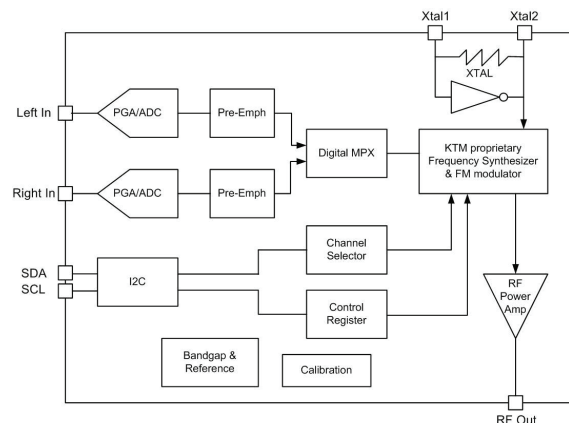 Xtal1
Xtal2
XTAL
Left In
PGA/ADC
Pre-Emph
Digital MPX
KTM proprietary
Frequency Synthesizer
& FM modulator
Right In
PGA/ADC
Pre-Emph
SDA
SCL
I2C
Channel
Selector
Control
Register
RF
Power
Amp
Bandgap &
Reference
Calibration
RF Out